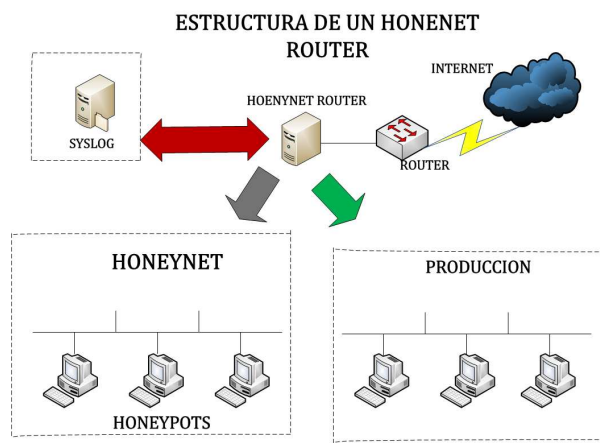 ESTRUCTURA DE UN HONENET
ROUTER
INTERNET
HOENYNET ROUTER
SYSLOG
ROUTER
HONEYNET
PRODUCCION
HONEYPOTS